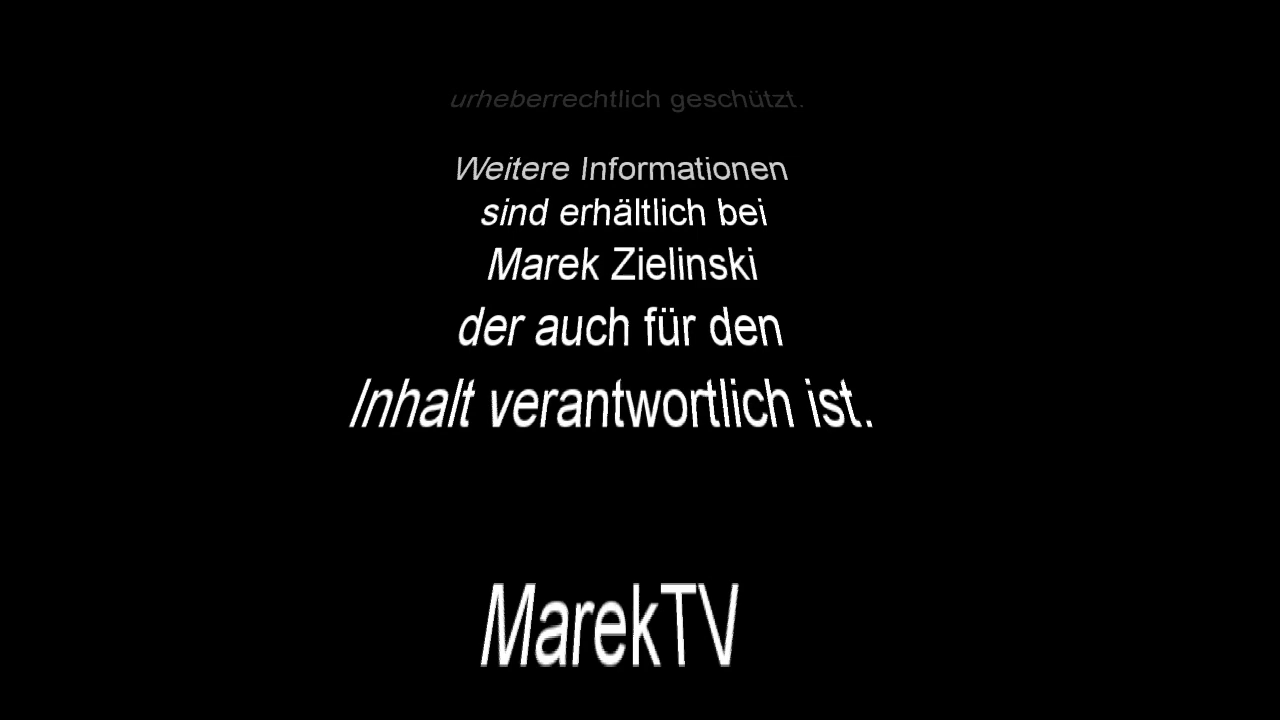 urheberrechtlich geschützt.
Weitere Informationen
sind erhältlich bei
Marek Zielinski
der auch für den
Inhalt verantwortlich ist.
MarekTV